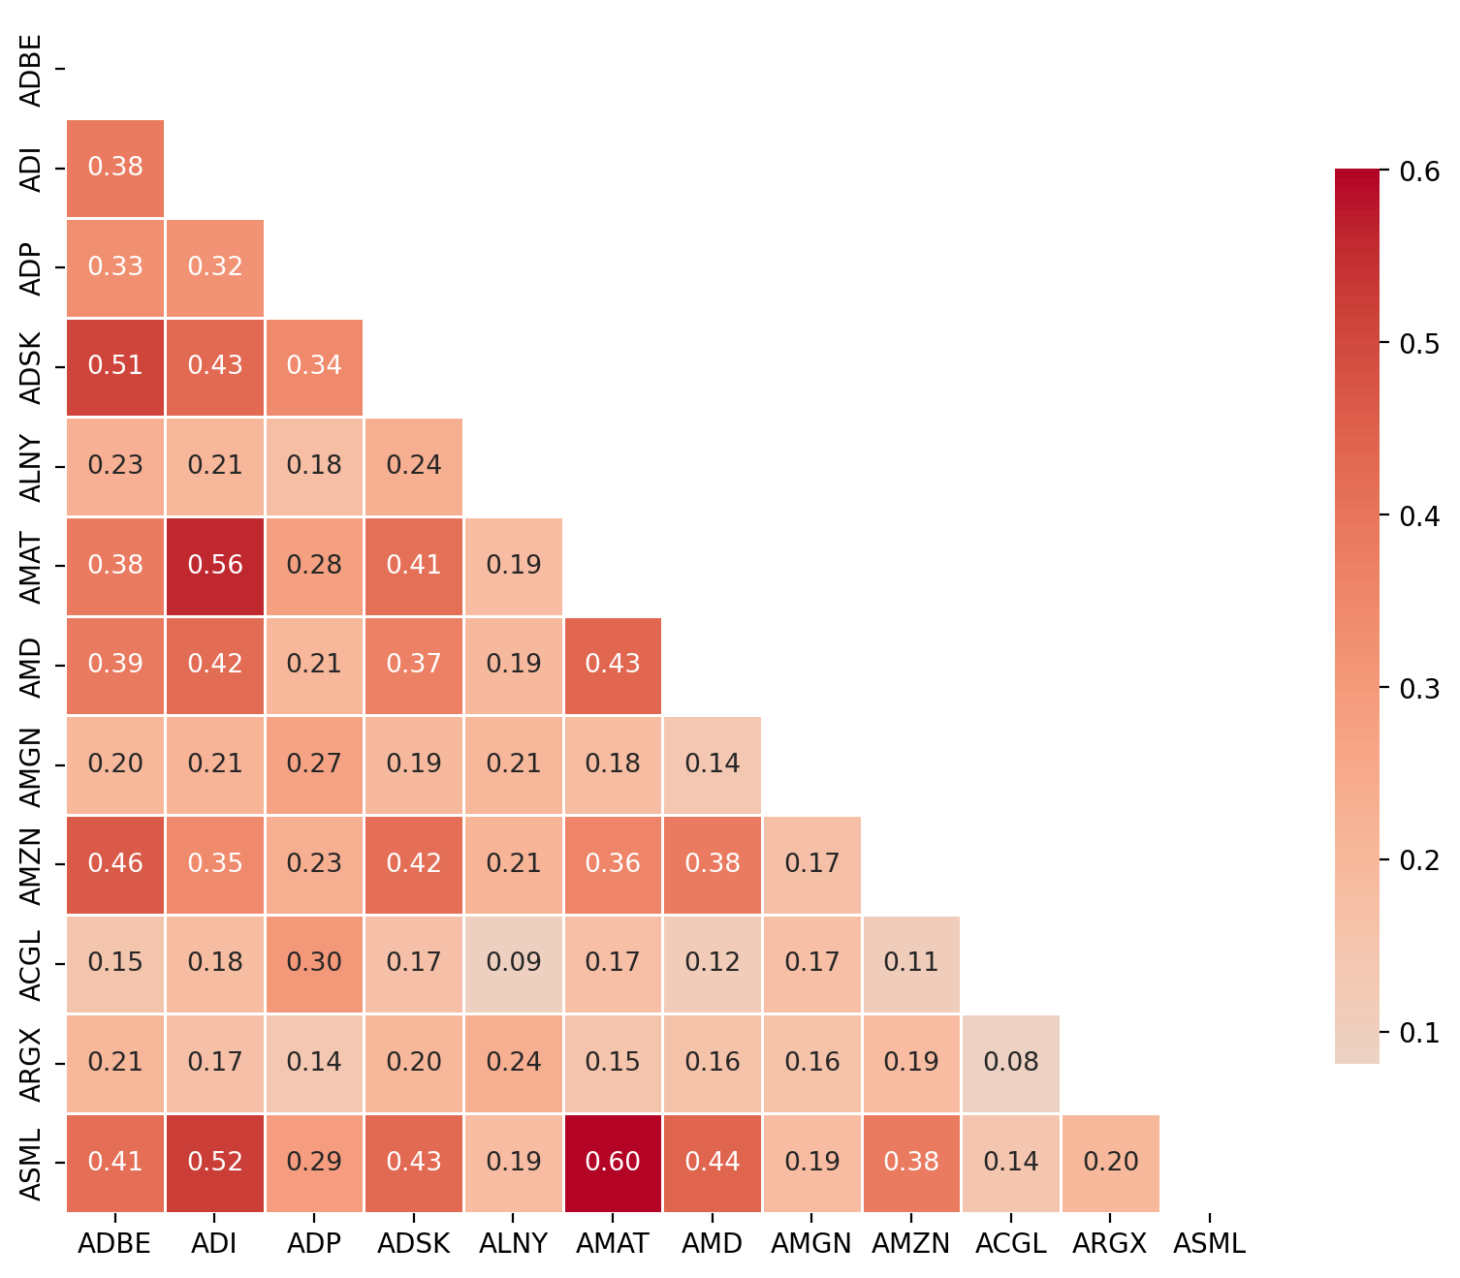 ADBE
ADI 0.38
ADP 0.33 0.32
ADSK 0.51 0.43 0.34
ALNY 0.23 0.21 0.18 0.24
AMAT 0.38 0.56 0.28 0.41 0.19
AMD 0.39 0.42 0.21 0.37 0.19 0.43
AMGN 0.20 0.21 0.27 0.19 0.21 0.18 0.14
AMZN 0.46 0.35 0.23 0.42 0.21 0.36 0.38 0.17
ACGL 0.15 0.18 0.30 0.17 0.09 0.17 0.12 0.17 0.11
ARGX 0.21 0.17 0.14 0.20 0.24 0.15 0.16 0.16 0.19 0.08
ASML 0.41 0.52 0.29 0.43 0.19 0.60 0.44 0.19 0.38 0.14 0.20
ADBE ADI ADP ADSK ALNY AMAT AMD AMGN AMZN ACGL ARGX ASML
0.6
0.5
0.4
0.3
0.2
0.1